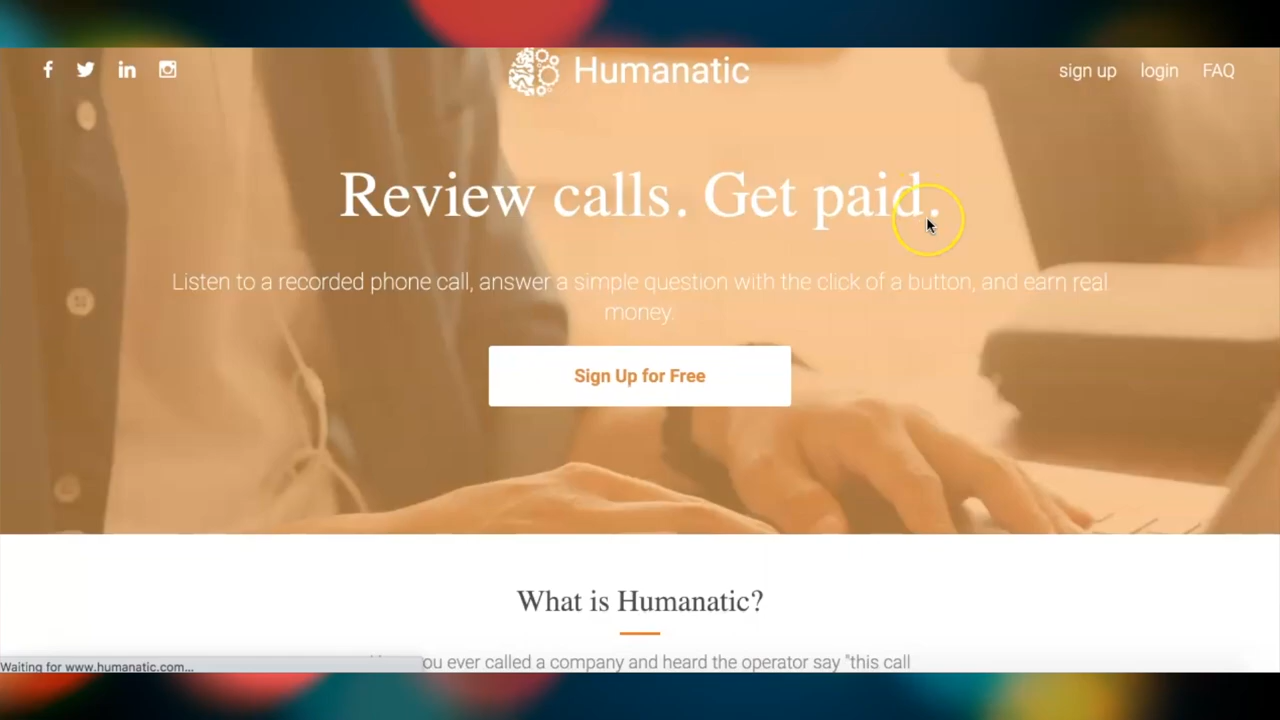 Humanatic
sign up login FAQ
Review calls. Get paid.
Listen to a recorded phone call, answer a simple question with the click of a button, and earn real
money.
Sign Up for Free
What is Humanatic?
ou ever called a company and heard the operator say "this call
Waiting for www.humanatic.com...